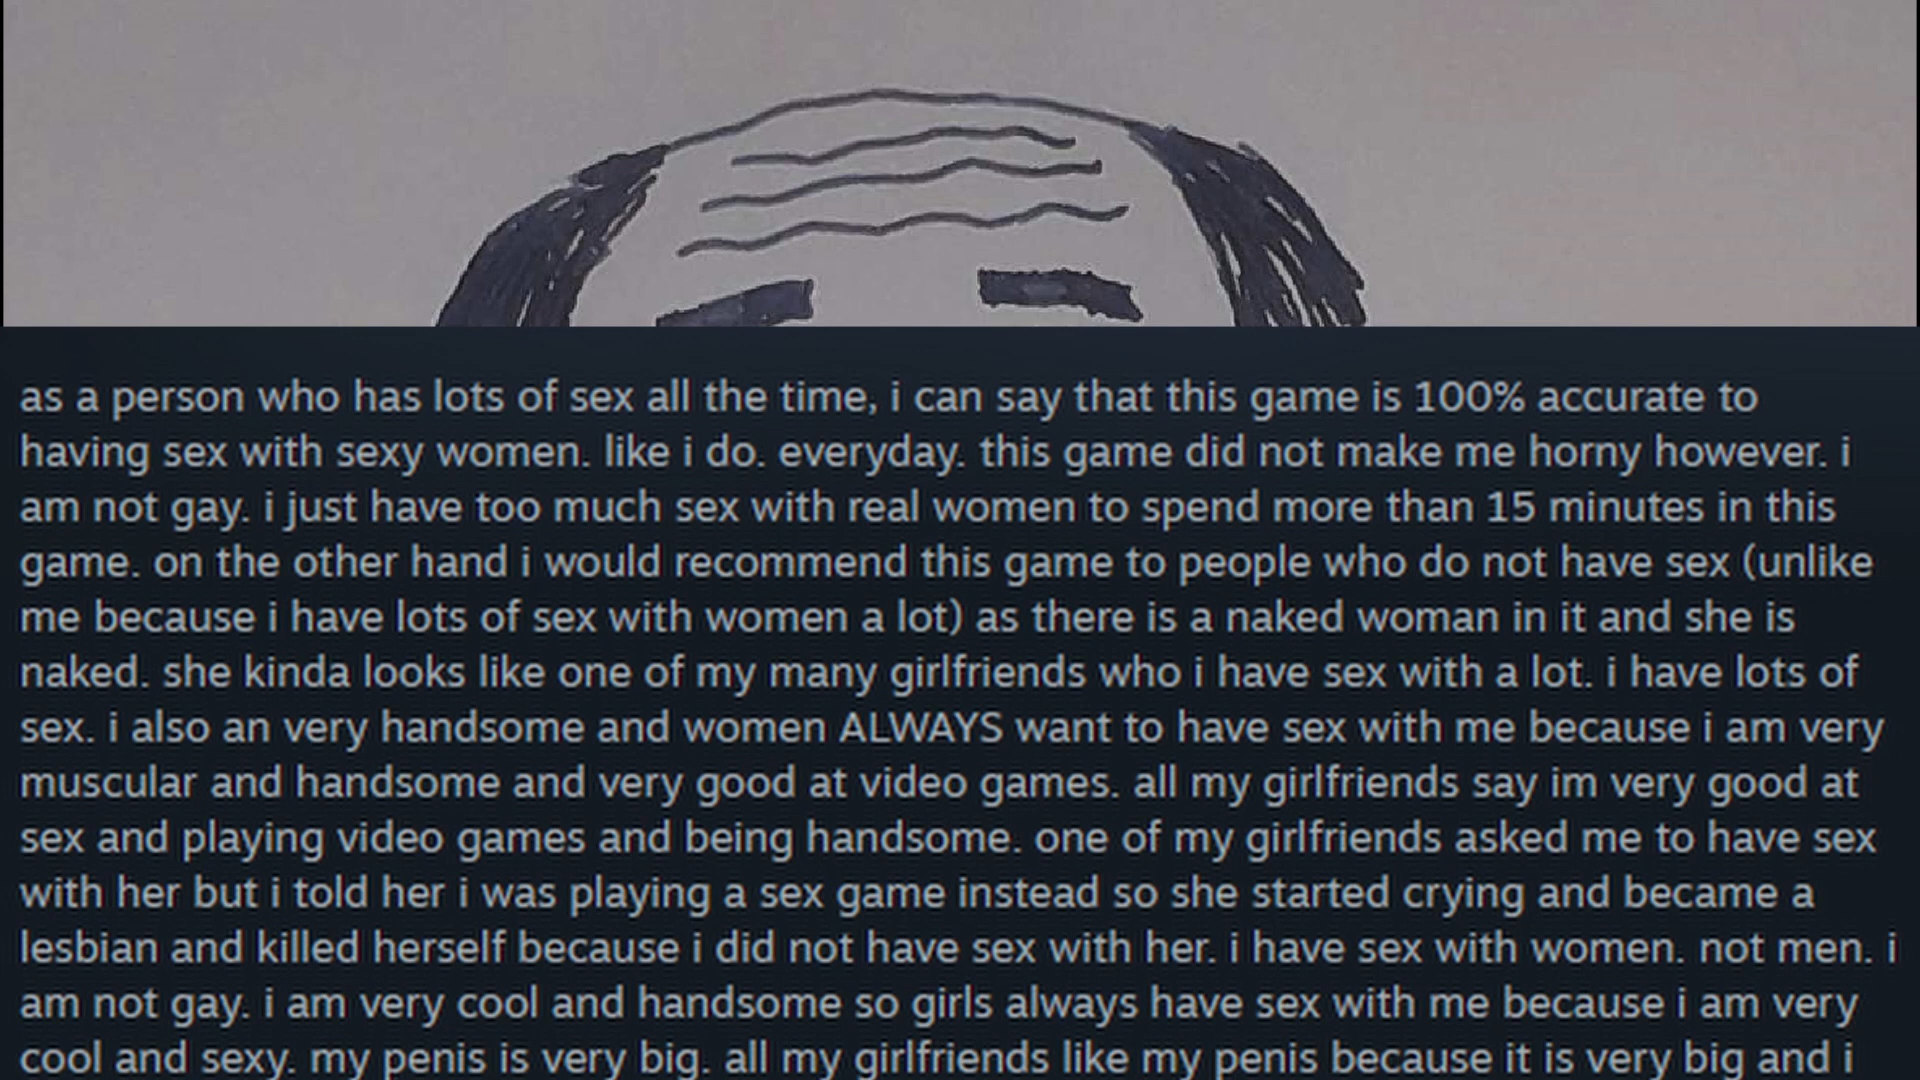 as a person who has lots of sex all the time, i can say that this game is 100% accurate to
having sex with sexy women. like i do. everyday. this game did not make me horny however. i
am not gay. i just have too much sex with real women to spend more than 15 minutes in this
game. on the other hand i would recommend this game to people who do not have sex (unlike
me because i have lots of sex with women a lot) as there is a naked woman in it and she is
naked. she kinda looks like one of my many girlfriends who i have sex with a lot. i have lots of
sex. i also an very handsome and women ALWAYS want to have sex with me because i am very
muscular and handsome and very good at video games. all my girlfriends say im very good at
sex and playing video games and being handsome. one of my girlfriends asked me to have sex
with her but i told her i was playing a sex game instead so she started crying and became a
lesbian and killed herself because i did not have sex with her. i have sex with women. not men. i
am not gay. i am very cool and handsome so girls always have sex with me because i am very
cool and sexy. my penis is very big. all my girlfriends like my penis because it is very big and i